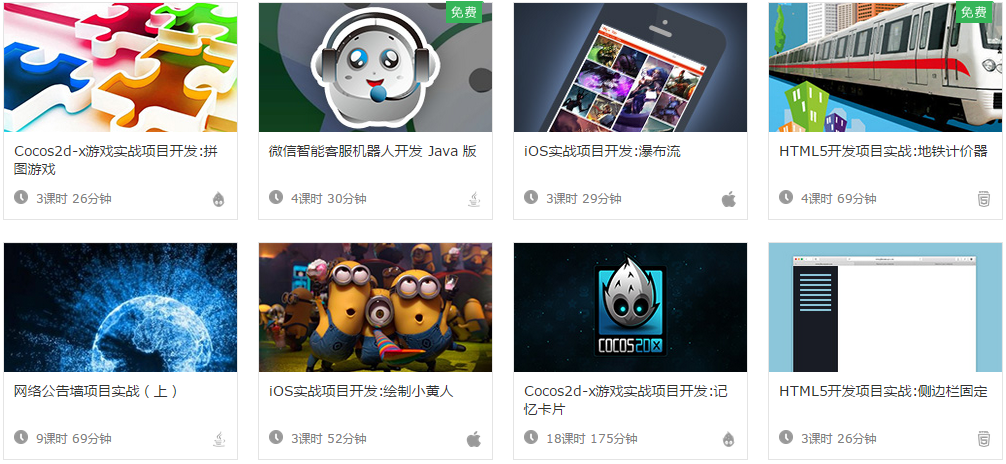 免费
免费
Cocos2d-x游戏实战项目开发:拼
图游戏
微信智能客服机器人开发 Java 版
iOS实战项目开发:瀑布流
HTML5开发项目实战:地铁计价器
3课时 26分钟
4课时 30分钟
3课时 29分钟
4课时 69分钟
COCOS2DX
网络公告墙项目实战（上）
iOS实战项目开发:绘制小黄人
Cocos2d-x游戏实战项目开发:记
忆卡片
HTML5开发项目实战:侧边栏固定
9课时 69分钟
3课时 52分钟
18课时 175分钟
3课时 26分钟